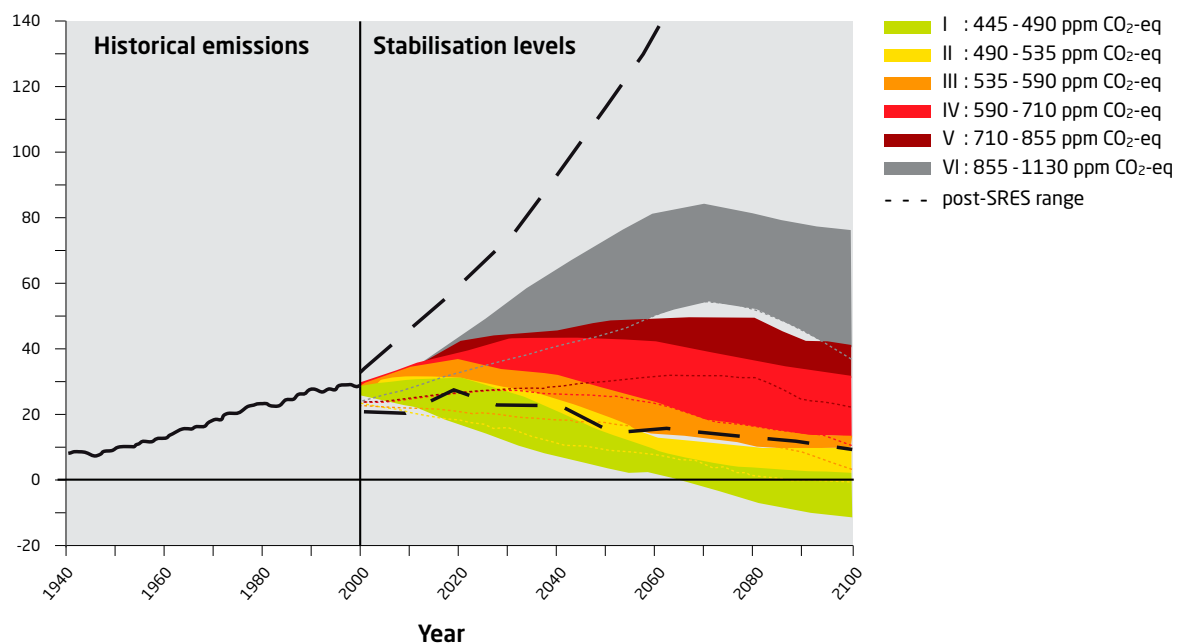 140
120
100
80
60
40
20
0
-20
Historical emissions
Stabilisation levels
1940
1960
1980
2000
2020
2040
2060
2080
2100
Year
I : 445 - 490 ppm CO₂-eq
II : 490 - 535 ppm CO₂-eq
III : 535 - 590 ppm CO₂-eq
IV : 590 - 710 ppm CO₂-eq
V : 710 - 855 ppm CO₂-eq
VI : 855 - 1130 ppm CO₂-eq
post-SRES range